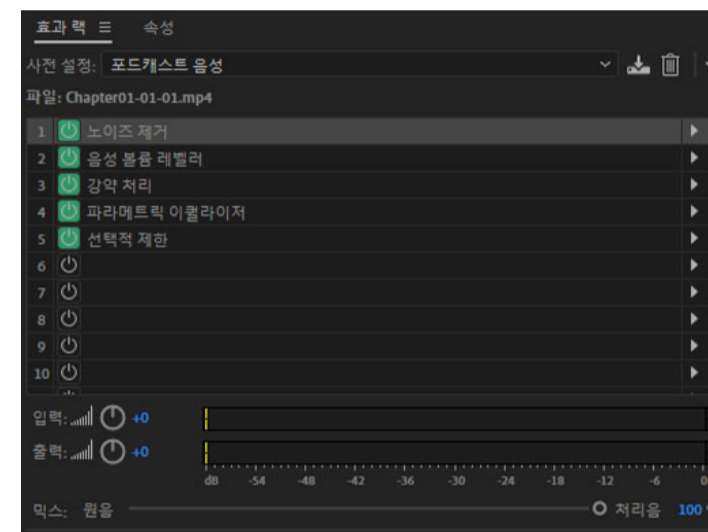 효과 랙 속성
사전 설정: 포드캐스트 음성
파일: Chapter01-01-01.mp4
1 노이즈 제거
2 음성 볼륨 레벨러
3 강약 처리
4 파라메트릭 이퀄라이저
5 선택적 제한
6
7
8
9
10
입력: +0
출력: +0
dB -54 -48 -42 -36 -30 -24 -18 -12 -6 0
믹스: 원음 처리음 100